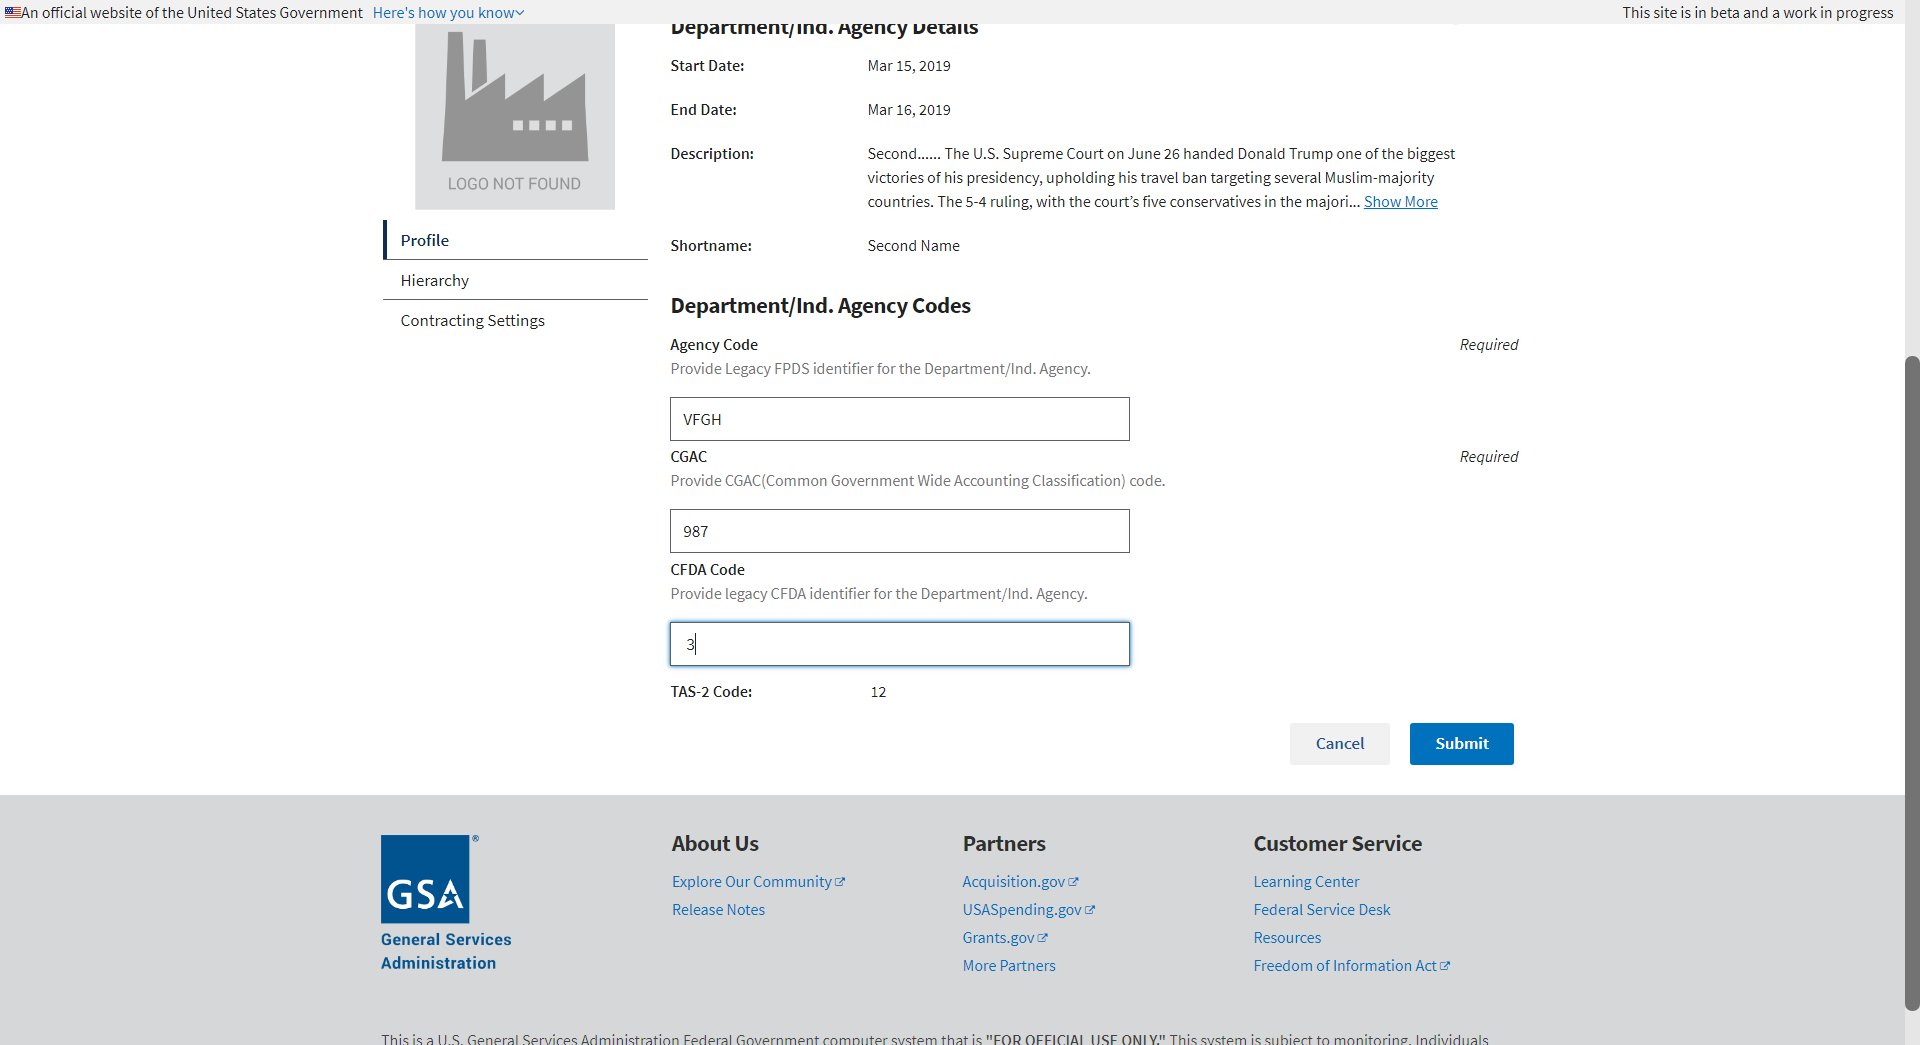 An official website of the United States Government Here's how you know
This site is in beta and a work in progress
Department/Ind. Agency Details
LOGO NOT FOUND
Profile
Hierarchy
Contracting Settings
Start Date: Mar 15, 2019
End Date: Mar 16, 2019
Description: Second...... The U.S. Supreme Court on June 26 handed Donald Trump one of the biggest
victories of his presidency, upholding his travel ban targeting several Muslim-majority
countries. The 5-4 ruling, with the court's five conservatives in the majori... Show More
Shortname: Second Name
Department/Ind. Agency Codes
Agency Code Required
Provide Legacy FPDS identifier for the Department/Ind. Agency.
VFGH
CGAC Required
Provide CGAC(Common Government Wide Accounting Classification) code.
987
CFDA Code
Provide legacy CFDA identifier for the Department/Ind. Agency.
3
TAS-2 Code: 12
Cancel Submit
GSA ®
General Services
Administration
About Us
Explore Our Community
Release Notes
Partners
Acquisition.gov
USASpending.gov
Grants.gov
More Partners
Customer Service
Learning Center
Federal Service Desk
Resources
Freedom of Information Act
This is a U.S. General Services Administration Federal Government computer system that is "FOR OFFICIAL USE ONLY." This system is subject to monitoring. Individuals